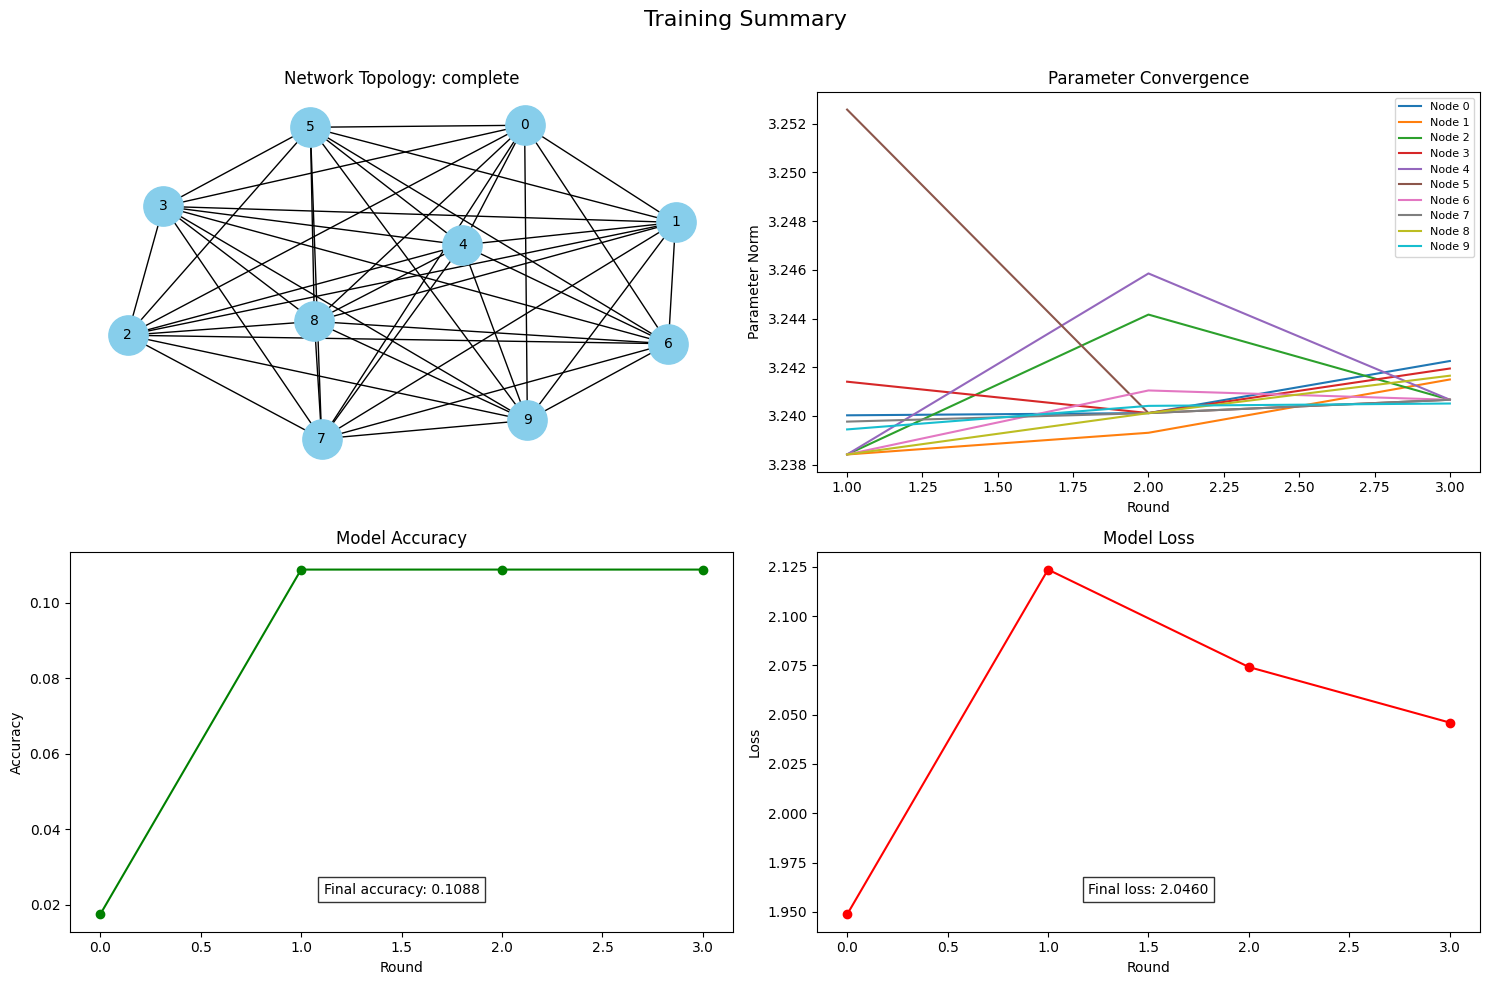 Training Summary
Network Topology: complete
5
0
3
1
4
8
2
6
9
7
Parameter Convergence
3.252
3.250
3.248
3.246
3.244
3.242
3.240
3.238
Parameter Norm
Node 0
Node 1
Node 2
Node 3
Node 4
Node 5
Node 6
Node 7
Node 8
Node 9
1.00 1.25 1.50 1.75 2.00 2.25 2.50 2.75 3.00
Round
Model Accuracy
0.10
0.08
0.06
0.04
0.02
Accuracy
Final accuracy: 0.1088
0.0 0.5 1.0 1.5 2.0 2.5 3.0
Round
Model Loss
2.125
2.100
2.075
2.050
2.025
2.000
1.975
1.950
Loss
Final loss: 2.0460
0.0 0.5 1.0 1.5 2.0 2.5 3.0
Round